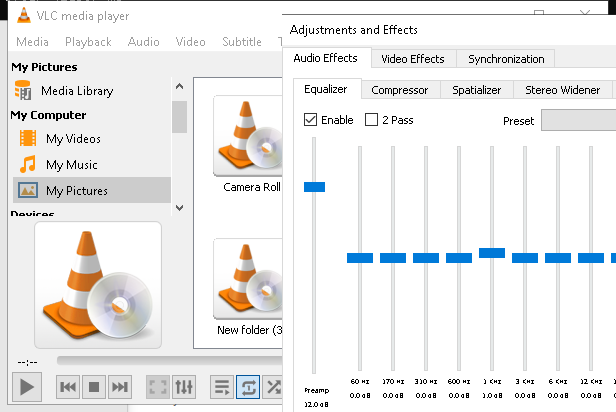 VLC media player
Media Playback Audio Video Subtitle
My Pictures
Media Library
My Computer
My Videos
My Music
My Pictures
Devices
Camera Roll
New folder (3
--:--
Adjustments and Effects
Audio Effects Video Effects Synchronization
Equalizer Compressor Spatializer Stereo Widener
Enable 2 Pass Preset
60 Hz 170 Hz 310 Hz 600 Hz 1 K 3 K 6 K 12 K
Preamp 0.0 dB 0.0 dB 0.0 dB 0.0 dB 1.0 dB 0.0 dB 0.0 dB 0.0 dB
12.0 dB